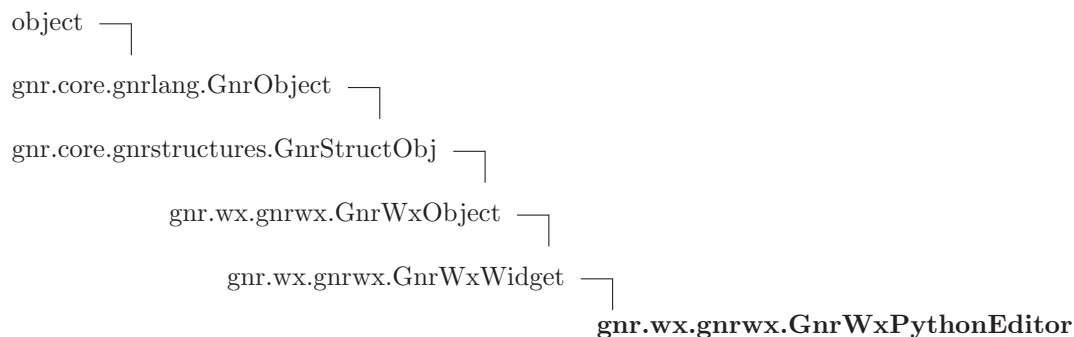 object
gnr.core.gnrlang.GnrObject
gnr.core.gnrstructures.GnrStructObj
gnr.wx.gnrwx.GnrWxObject
gnr.wx.gnrwx.GnrWxWidget
gnr.wx.gnrwx.GnrWxPythonEditor